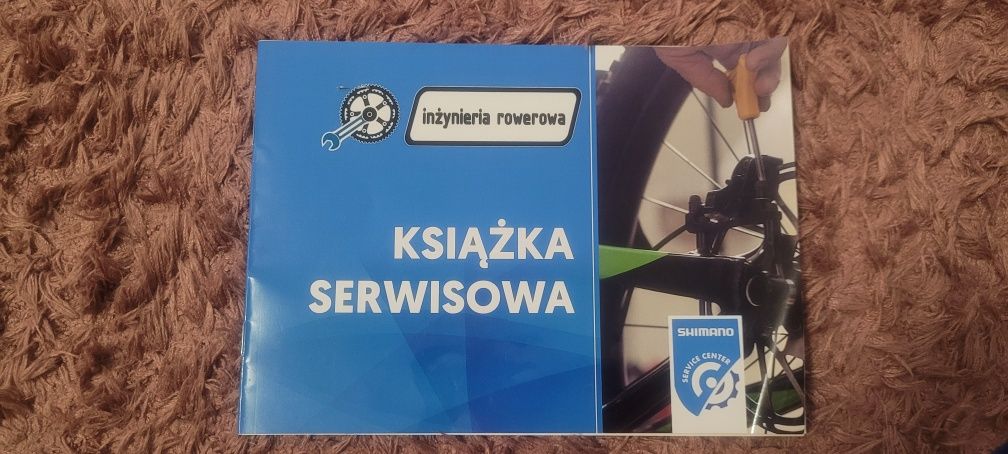 inżynieria rowerowa
KSIĄŻKA
SERWISOWA
SHIMANO
SERVICE CENTER